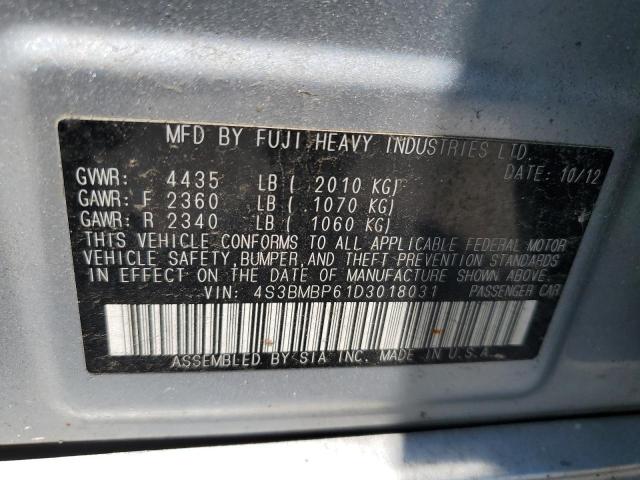 MFD BY FUJI HEAVY INDUSTRIES LTD.
DATE: 10/12
GVWR: 4435 LB ( 2010 KG)
GAWR: F 2360 LB ( 1070 KG)
GAWR: R 2340 LB ( 1060 KG)
THIS VEHICLE CONFORMS TO ALL APPLICABLE FEDERAL MOTOR
VEHICLE SAFETY, BUMPER, AND THEFT PREVENTION STANDARDS
IN EFFECT ON THE DATE OF MANUFACTURE SHOWN ABOVE.
VIN: 4S3BMBP61D3018031 PASSENGER CAR
ASSEMBLED BY SIA INC. MADE IN U.S.A.